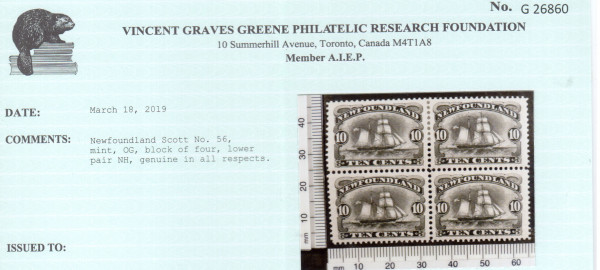 No. G 26860
VINCENT GRAVES GREENE PHILATELIC RESEARCH FOUNDATION
10 Summerhill Avenue, Toronto, Canada M4T1A8
Member A.I.E.P.
DATE: March 18, 2019
COMMENTS: Newfoundland Scott No. 56,
mint, OG, block of four, lower
pair NH, genuine in all respects.
ISSUED TO:
NEWFOUNDLAND NEWFOUNDLAND
10 10 10 10
TEN CENTS. TEN CENTS.
NEWFOUNDLAND NEWFOUNDLAND
10 10 10 10
TEN CENTS. TEN CENTS.
40
30
20
10
mm
mm 10 20 30 40 50 60